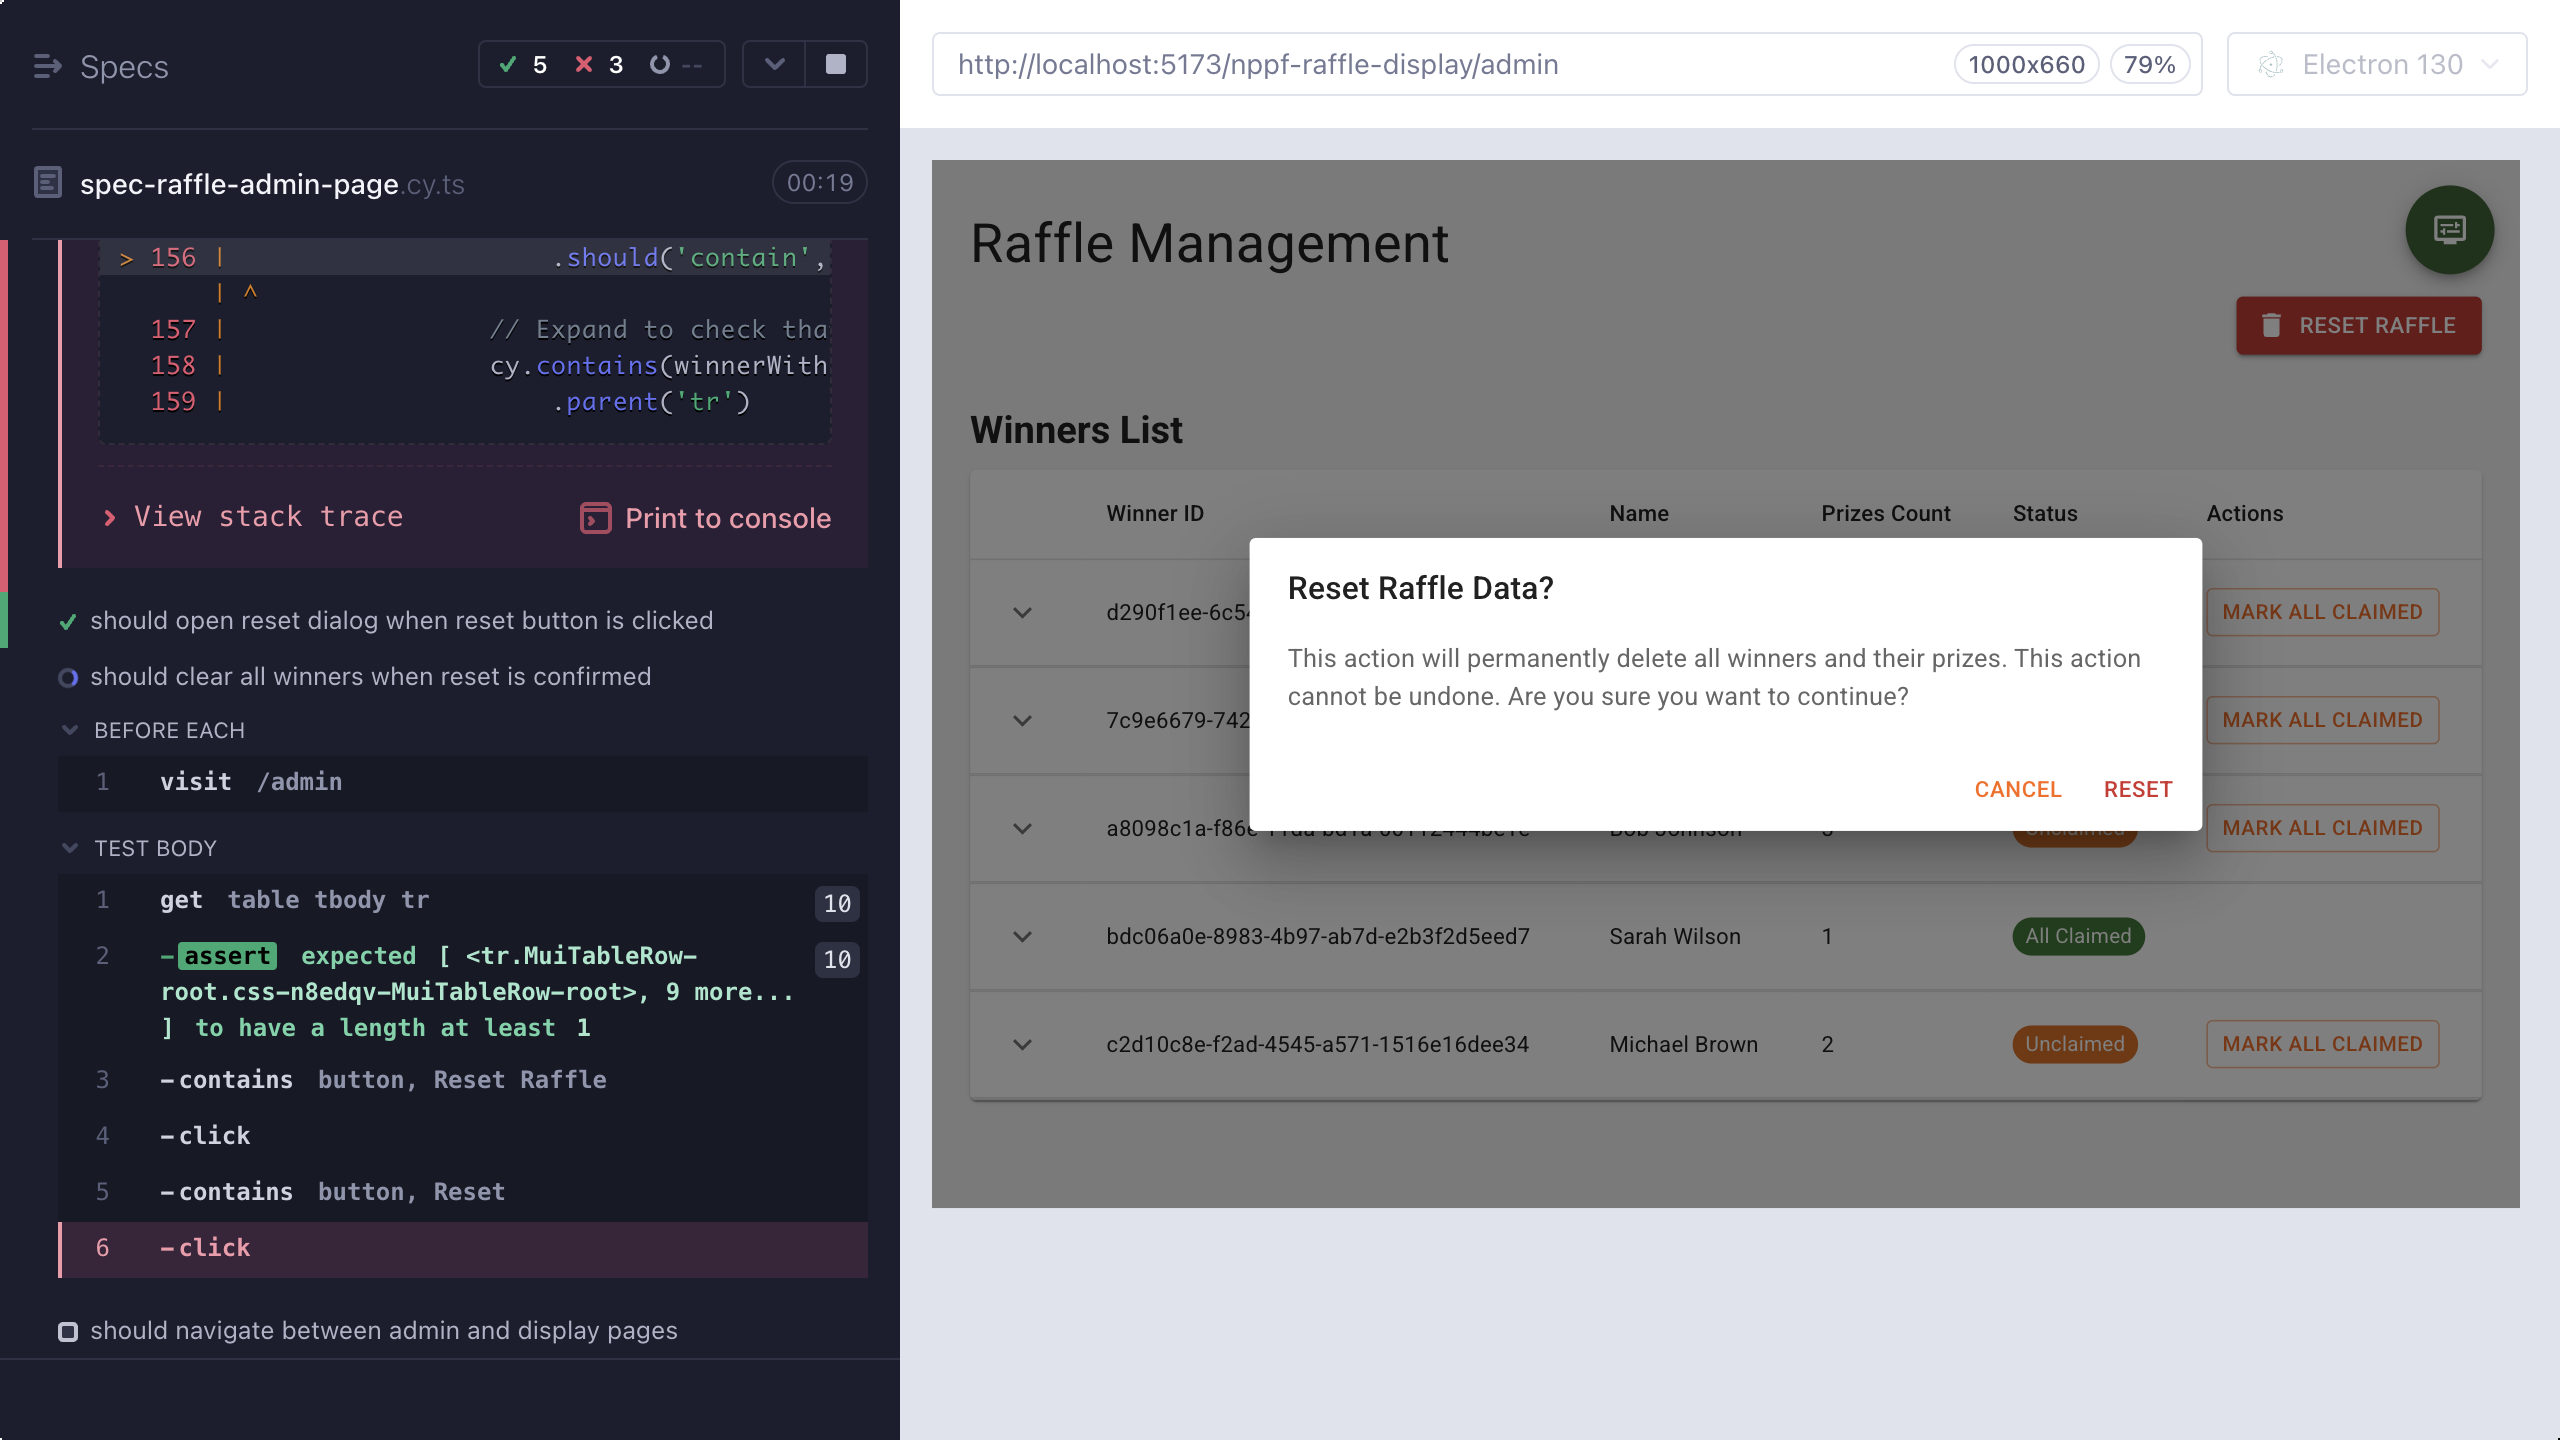 Specs
5 3 --
spec-raffle-admin-page.cy.ts 00:19
> 156 | .should('contain',
| ^
157 | // Expand to check tha
158 | cy.contains(winnerWith
159 | .parent('tr')
View stack trace
Print to console
should open reset dialog when reset button is clicked
should clear all winners when reset is confirmed
BEFORE EACH
1 visit /admin
TEST BODY
1 get table tbody tr 10
2 -assert expected [ <tr.MuiTableRow- 10
root.css-n8edqv-MuiTableRow-root>, 9 more...
] to have a length at least 1
3 -contains button, Reset Raffle
4 -click
5 -contains button, Reset
6 -click
should navigate between admin and display pages
http://localhost:5173/nppf-raffle-display/admin 1000x660 79% Electron 130
Raffle Management
RESET RAFFLE
Winners List
Winner ID Name Prizes Count Status Actions
d290f1ee-6c54 MARK ALL CLAIMED
7c9e6679-742 MARK ALL CLAIMED
Reset Raffle Data?
This action will permanently delete all winners and their prizes. This action
cannot be undone. Are you sure you want to continue?
CANCEL RESET
a8098c1a-f86e Bob Johnson Unclaimed MARK ALL CLAIMED
bdc06a0e-8983-4b97-ab7d-e2b3f2d5eed7 Sarah Wilson 1 All Claimed
c2d10c8e-f2ad-4545-a571-1516e16dee34 Michael Brown 2 Unclaimed MARK ALL CLAIMED